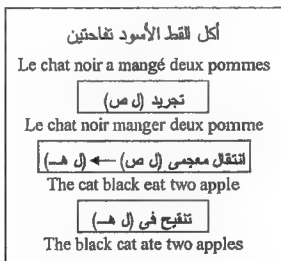 أكل القط الأسود تفاحتين
Le chat noir a mangé deux pommes
تجريد (ل ص)
Le chat noir manger deux pomme
انتقال معجمى (ل ص) ← (ل هـ)
The cat black eat two apple
تنقيح فى (ل هـ)
The black cat ate two apples